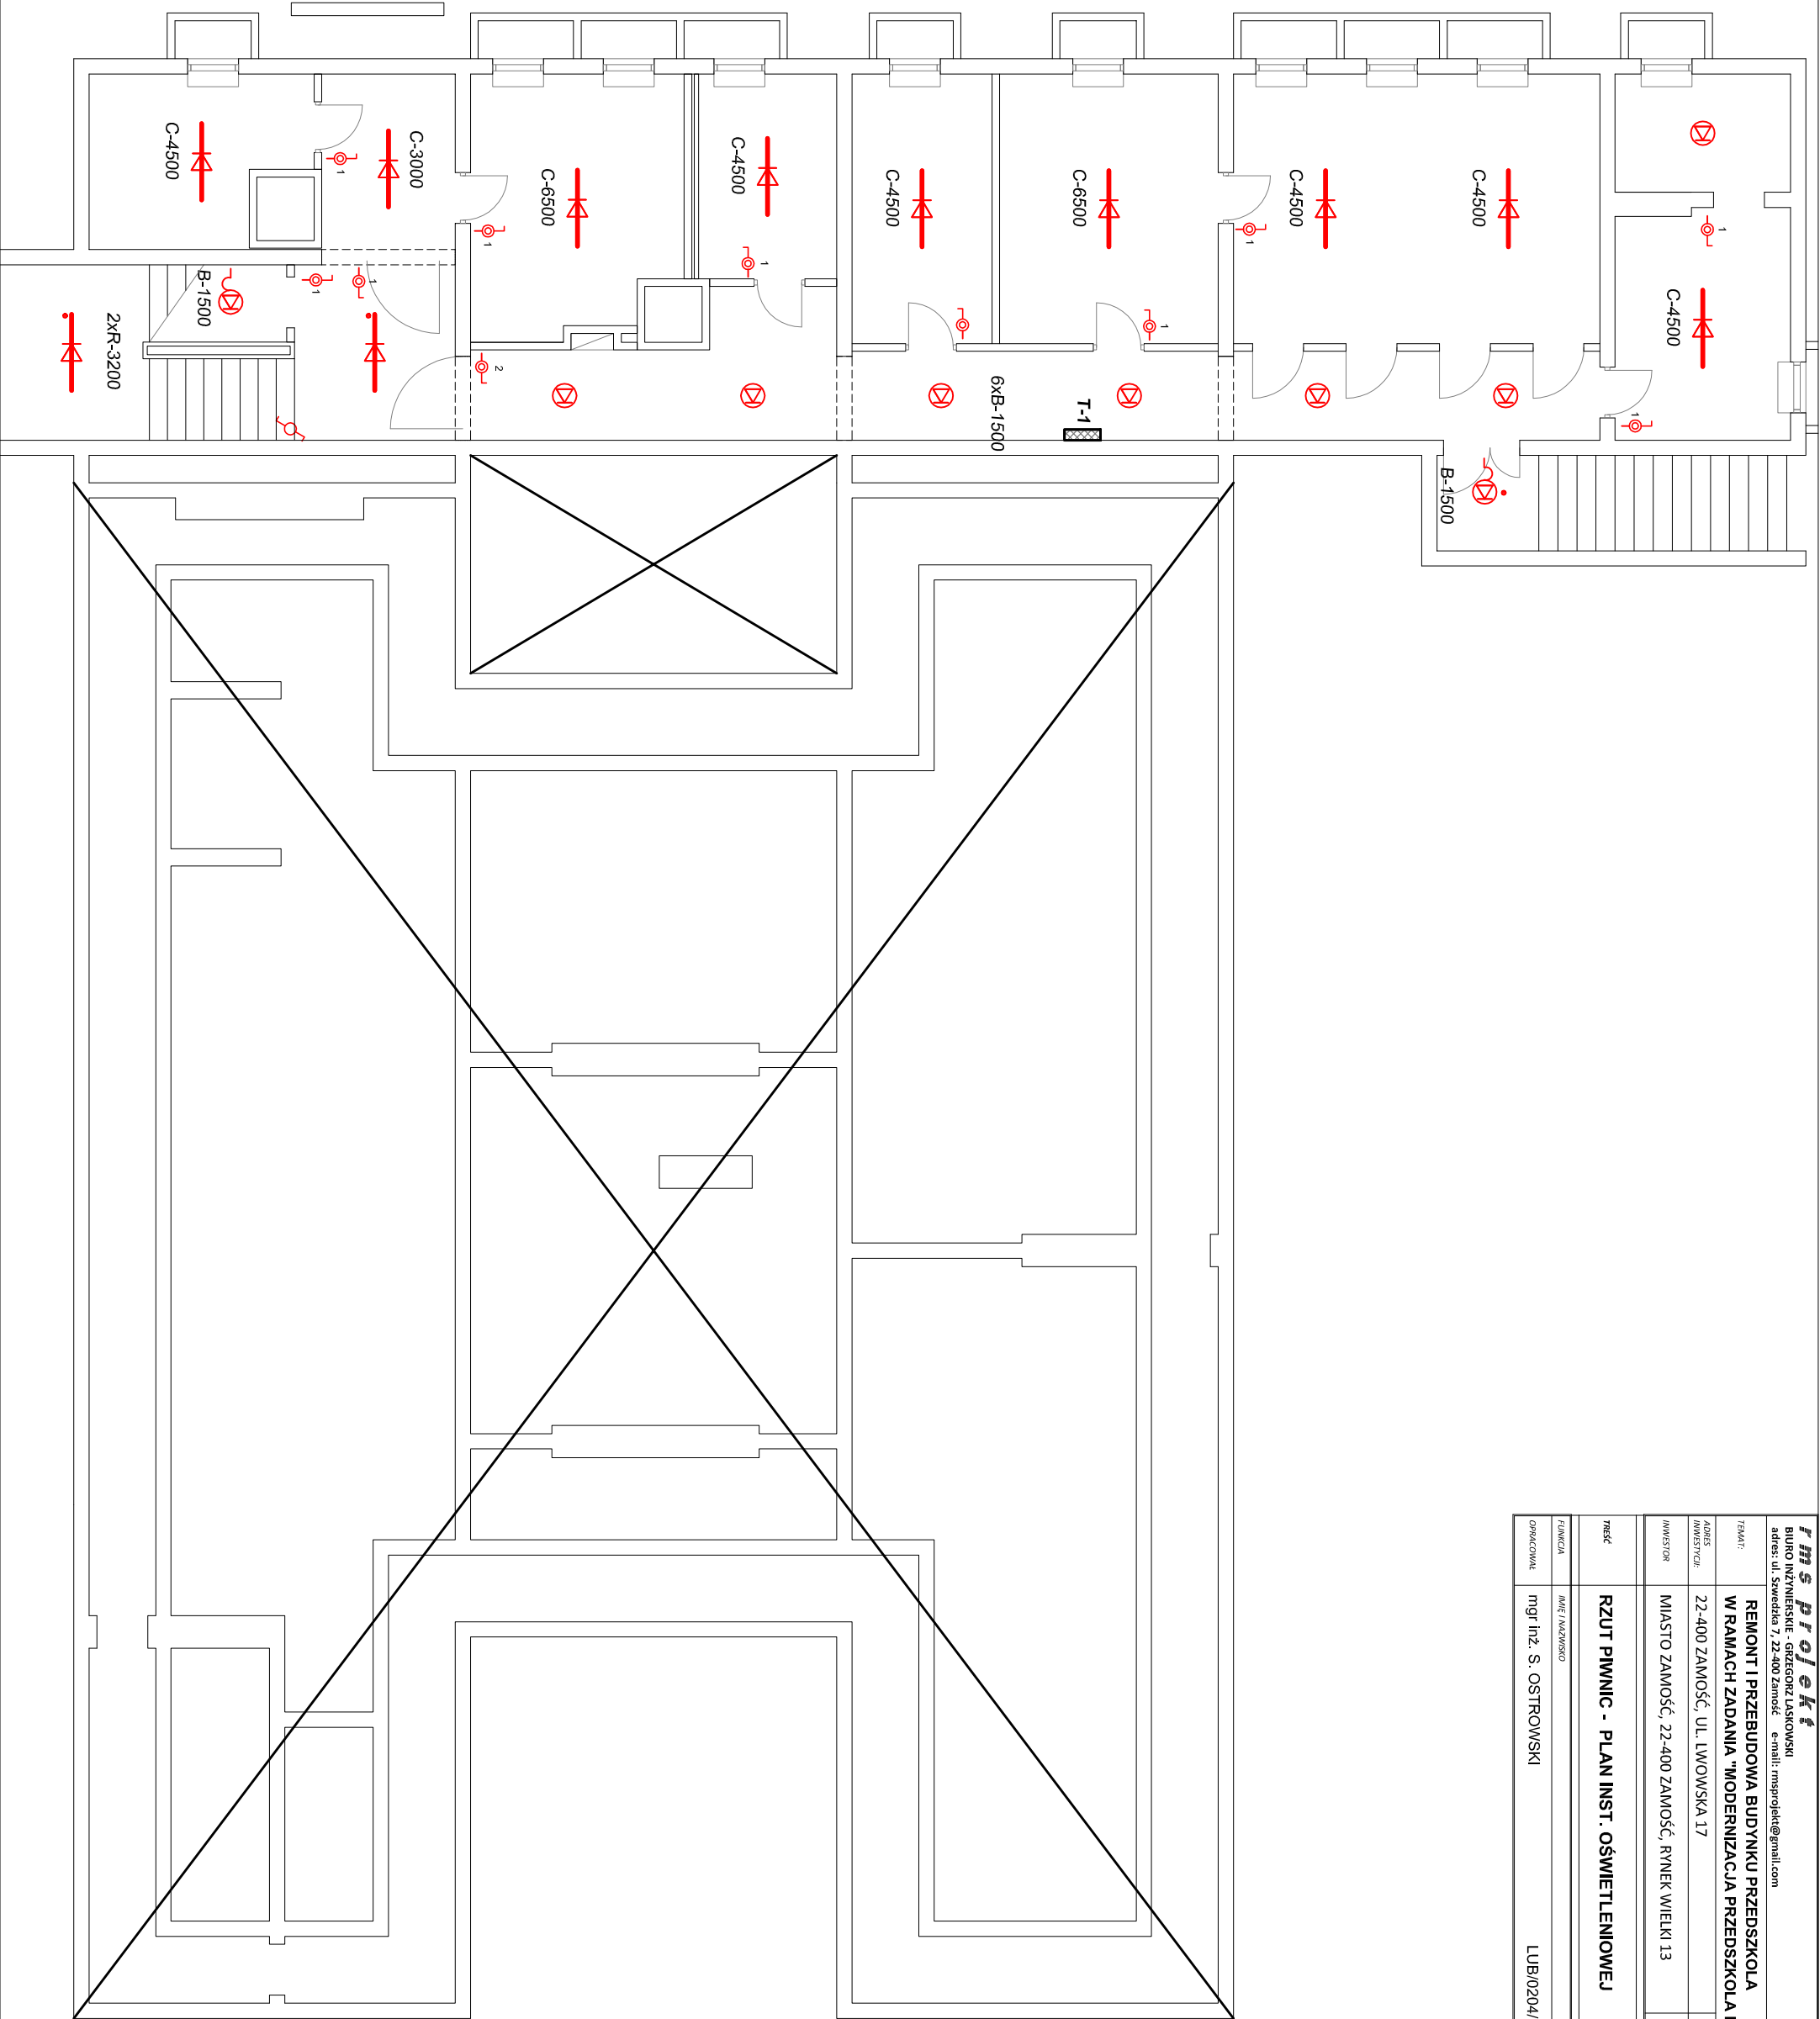 C-4500
C-3000
C-6500
C-4500
C-4500
C-6500
C-4500
C-4500
C-4500
1
1
1
1
1
1
1
1
1
2
B-1500
2xR-3200
6xB-1500
T-1
B-1500
rms projekt
BIURO INŻYNIERSKIE - GRZEGORZ LASKOWSKI
adres: ul. Szwedzka 7, 22-400 Zamość e-mail: rmsprojekt@gmail.com
TEMAT:
REMONT I PRZEBUDOWA BUDYNKU PRZEDSZKOLA
W RAMACH ZADANIA "MODERNIZACJA PRZEDSZKOLA
ADRES
INWESTYCJI:
22-400 ZAMOŚĆ, UL. LWOWSKA 17
INWESTOR
MIASTO ZAMOŚĆ, 22-400 ZAMOŚĆ, RYNEK WIELKI 13
TREŚĆ
RZUT PIWNIC - PLAN INST. OŚWIETLENIOWEJ
FUNKCJA
IMIĘ I NAZWISKO
OPRACOWAŁ
mgr inż. S. OSTROWSKI
LUB/0204/